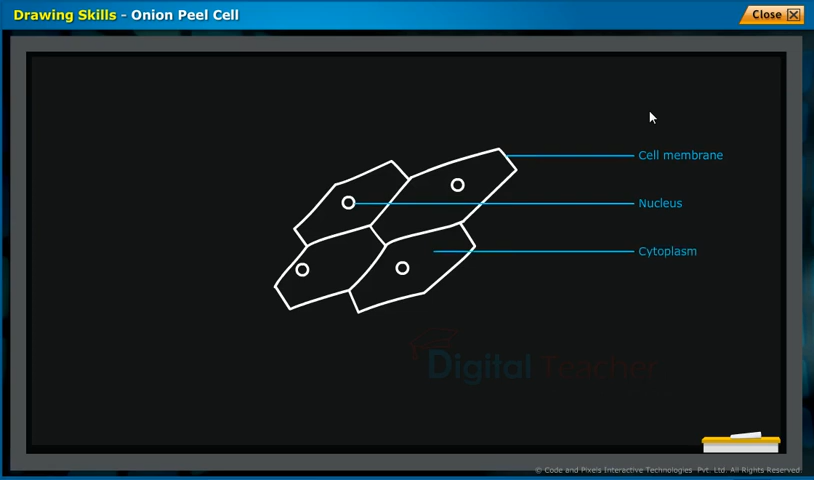 Drawing Skills - Onion Peel Cell
Close
Cell membrane
Nucleus
Cytoplasm
Digital Teacher
© Code and Pixels Interactive Technologies Pvt. Ltd. All Rights Reserved